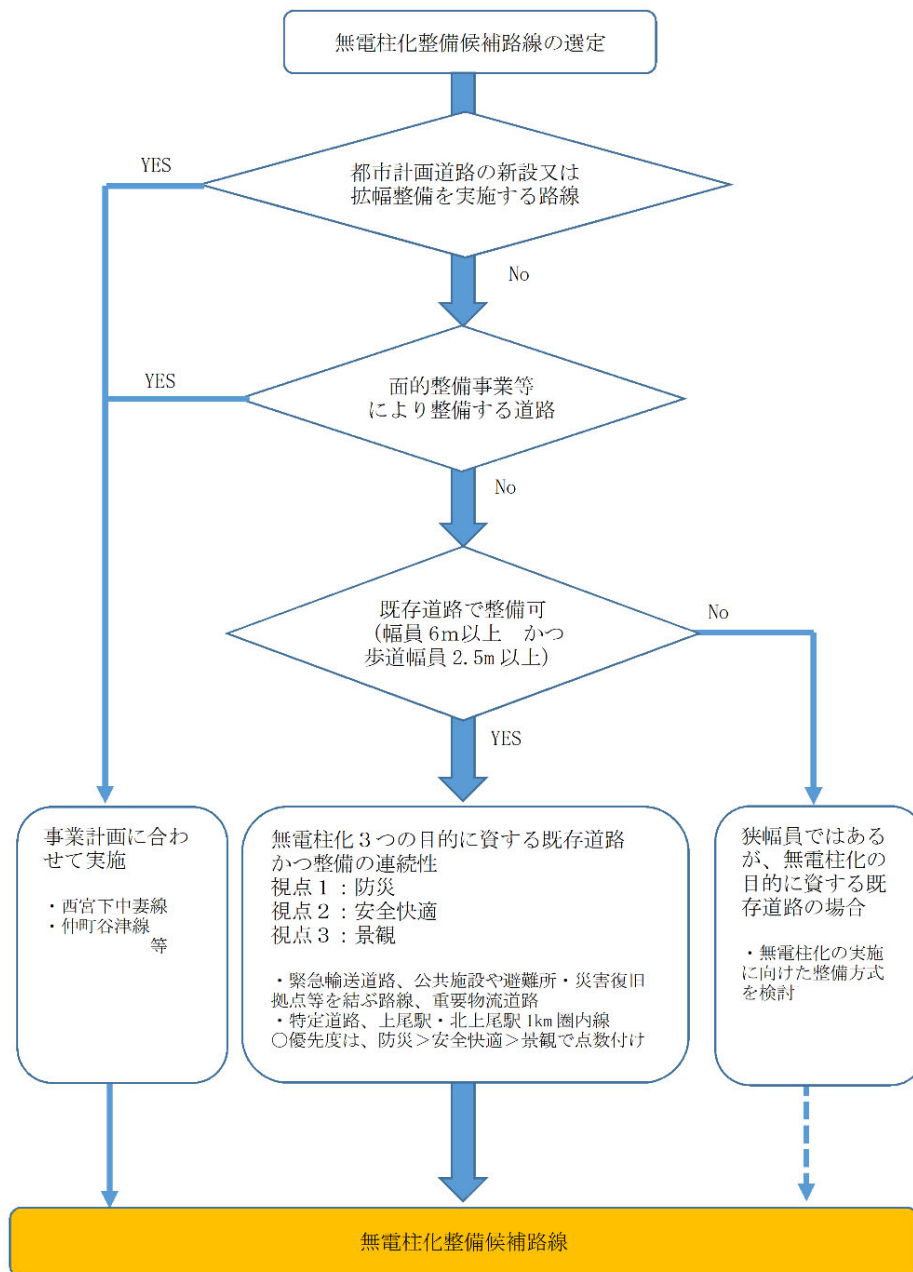 無電柱化整備候補路線の選定
YES
都市計画道路の新設又は
拡幅整備を実施する路線
No
YES
面的整備事業等
により整備する道路
No
既存道路で整備可
（幅員６ｍ以上　かつ
歩道幅員 2.5m 以上）
No
YES
事業計画に合わ
せて実施
・西宮下中妻線
・仲町谷津線
等
無電柱化３つの目的に資する既存道路
かつ整備の連続性
視点１：防災
視点２：安全快適
視点３：景観
・緊急輸送道路、公共施設や避難所・災害復旧
拠点等を結ぶ路線、重要物流道路
・特定道路、上尾駅・北上尾駅 1km 圏内線
○優先度は、防災＞安全快適＞景観で点数付け
狭幅員ではある
が、無電柱化の
目的に資する既
存道路の場合
・無電柱化の実施
に向けた整備方式
を検討
無電柱化整備候補路線